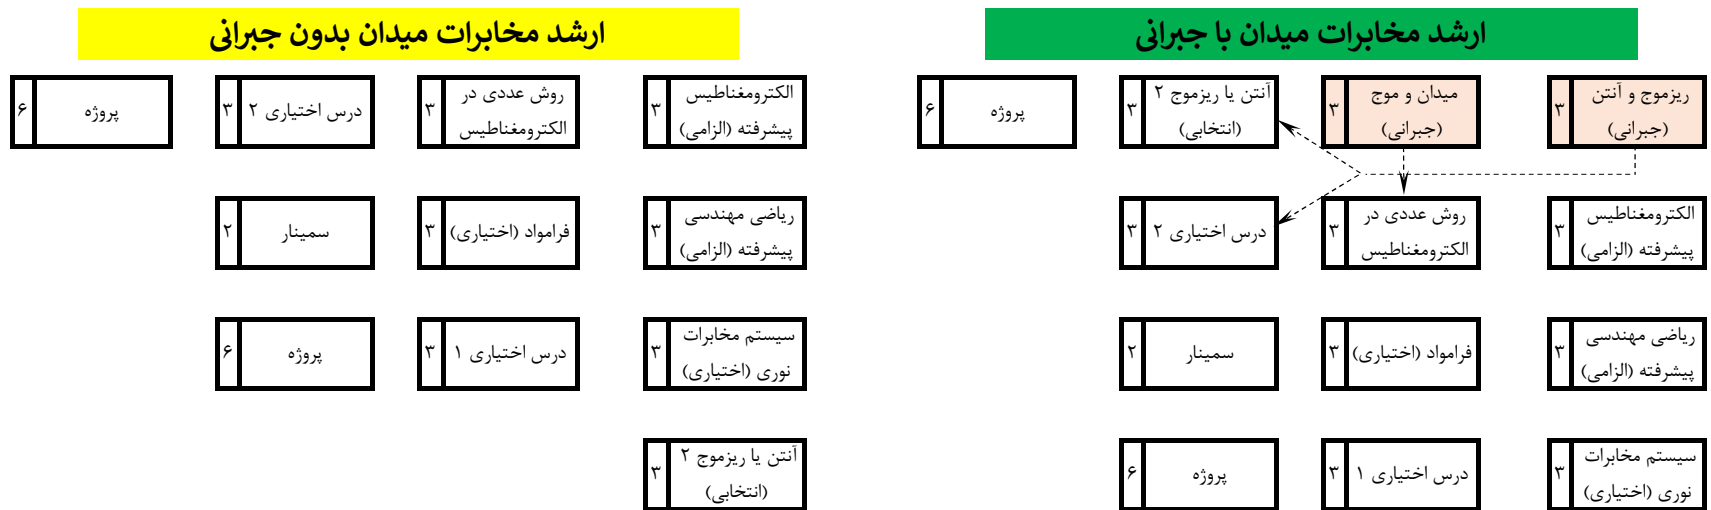 ارشد مخابرات میدان با جبرانی
ریزموج و آنتن
(جبرانی)
۳
میدان و موج
(جبرانی)
۳
آنتن یا ریزموج ۲
(انتخابی)
۳
پروژه
۶
الکترومغناطیس
پیشرفته (الزامی)
۳
روش عددی در
الکترومغناطیس
۳
درس اختیاری ۲
۳
ریاضی مهندسی
پیشرفته (الزامی)
۳
فرامواد (اختیاری)
۳
سمینار
۲
سیستم مخابرات
نوری (اختیاری)
۳
درس اختیاری ۱
۳
پروژه
۶
ارشد مخابرات میدان بدون جبرانی
الکترومغناطیس
پیشرفته (الزامی)
۳
روش عددی در
الکترومغناطیس
۳
درس اختیاری ۲
۳
پروژه
۶
ریاضی مهندسی
پیشرفته (الزامی)
۳
فرامواد (اختیاری)
۳
سمینار
۲
سیستم مخابرات
نوری (اختیاری)
۳
درس اختیاری ۱
۳
پروژه
۶
آنتن یا ریزموج ۲
(انتخابی)
۳